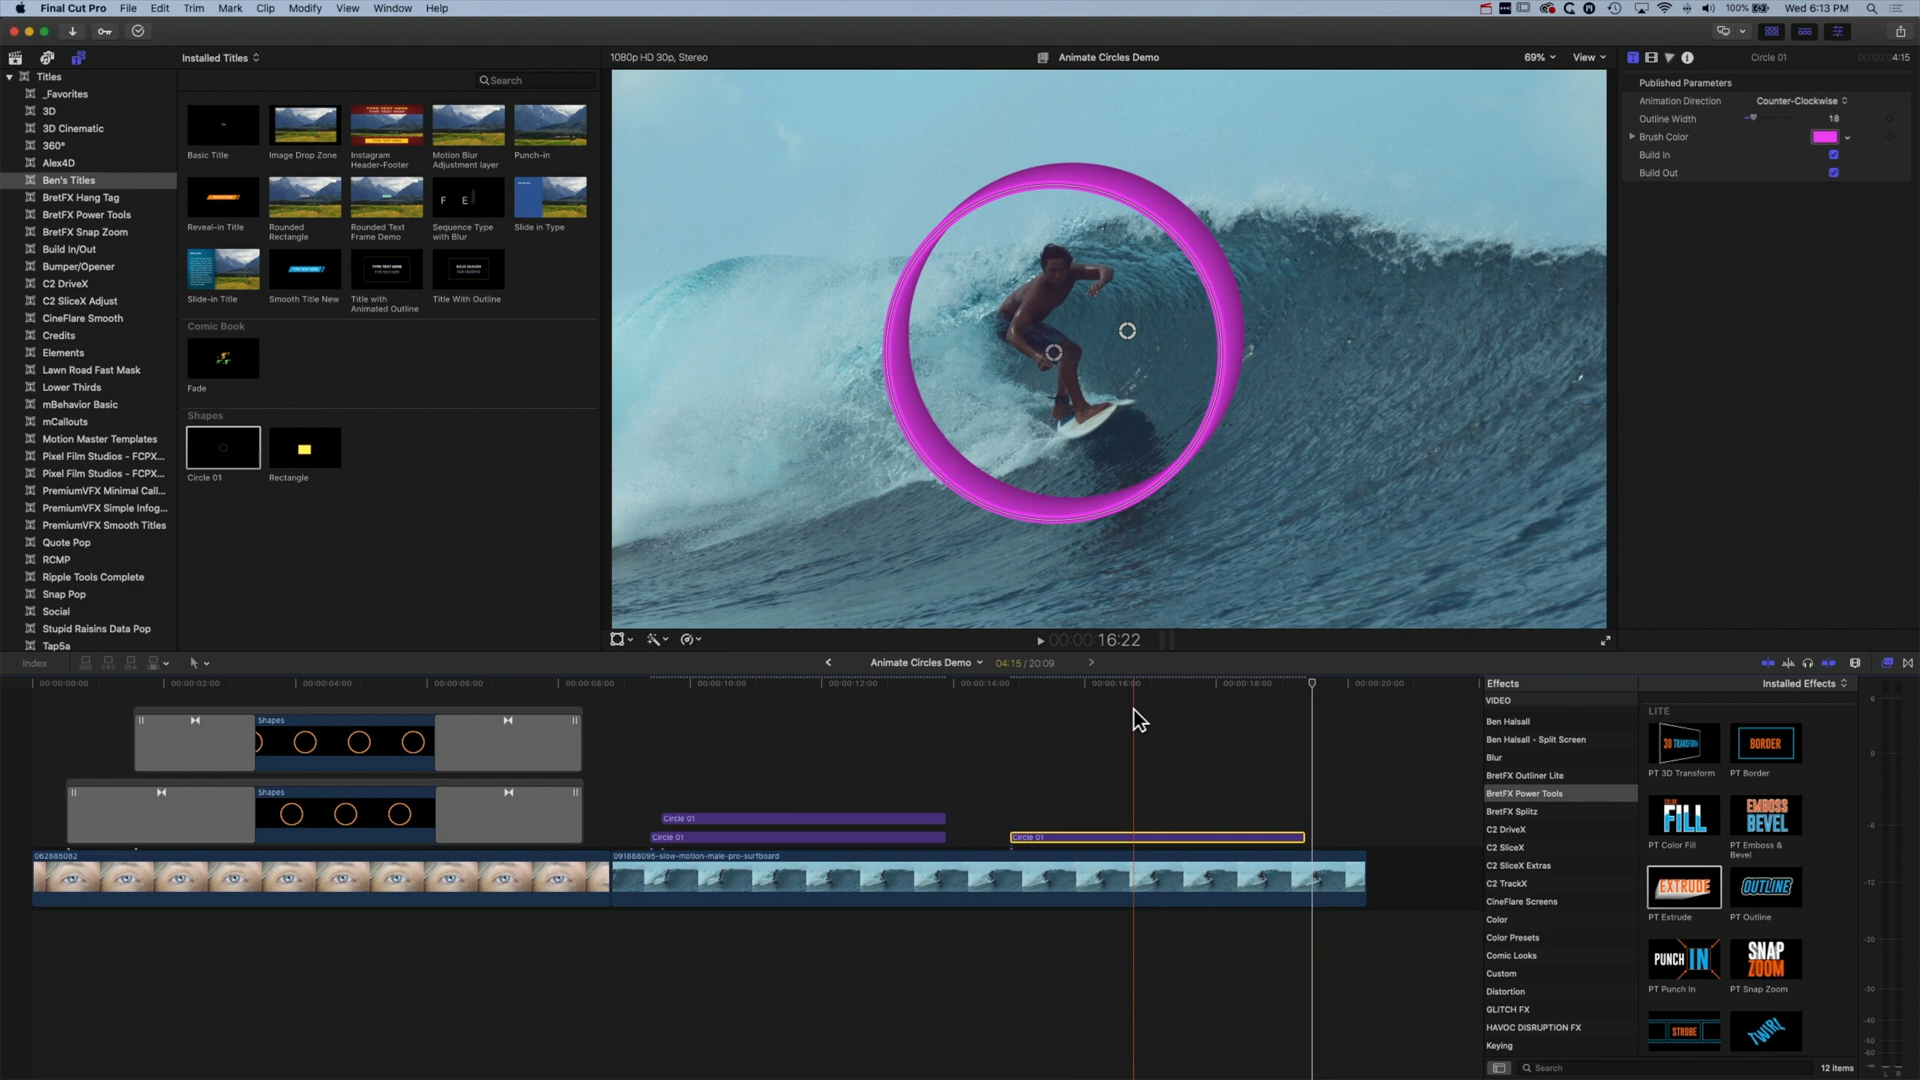 Final Cut Pro File Edit Trim Mark Clip Modify View Window Help
100% Wed 6:13 PM
Installed Titles
1080p HD 30p, Stereo
Animate Circles Demo
69% View
Circle 01
4:15
Titles
_Favorites
3D
3D Cinematic
360°
Alex4D
Ben's Titles
BretFX Hang Tag
BretFX Power Tools
BretFX Snap Zoom
Build In/Out
Bumper/Opener
C2 DriveX
C2 SliceX Adjust
CineFlare Smooth
Credits
Elements
Lawn Road Fast Mask
Lower Thirds
mBehavior Basic
mCallouts
Motion Master Templates
Pixel Film Studios - FCPX...
Pixel Film Studios - FCPX...
PremiumVFX Minimal Call...
PremiumVFX Simple Infog...
PremiumVFX Smooth Titles
Quote Pop
RCMP
Ripple Tools Complete
Snap Pop
Social
Stupid Raisins Data Pop
Tap5a
Search
Basic Title
Image Drop Zone
Instagram
Header-Footer
Motion Blur
Adjustment layer
Punch-in
F E
Reveal-in Title
Rounded
Rectangle
Rounded Text
Frame Demo
Sequence Type
with Blur
Slide in Type
Slide-in Title
Smooth Title New
Title with
Animated Outline
Title With Outline
Comic Book
Fade
Shapes
Circle 01
Rectangle
Published Parameters
Animation Direction Counter-Clockwise
Outline Width 18
Brush Color
Build In
Build Out
00:00:16:22
Index
Animate Circles Demo 04:15 / 20:09
00:00:00:00
00:00:02:00
00:00:04:00
00:00:06:00
00:00:08:00
00:00:10:00
00:00:12:00
00:00:14:00
00:00:16:00
00:00:18:00
00:00:20:00
Shapes
Shapes
Circle 01
Circle 01
Circle 01
062885082
091888095-slow-motion-male-pro-surfboard
Effects
Installed Effects
VIDEO
Ben Halsall
Ben Halsall - Split Screen
Blur
BretFX Outliner Lite
BretFX Power Tools
BretFX Splitz
C2 DriveX
C2 SliceX
C2 SliceX Extras
C2 TrackX
CineFlare Screens
Color
Color Presets
Comic Looks
Custom
Distortion
GLITCH FX
HAVOC DISRUPTION FX
Keying
LITE
3D TRANSFORM
BORDER
PT 3D Transform
PT Border
COLOR FILL
EMBOSS BEVEL
PT Color Fill
PT Emboss &
Bevel
EXTRUDE
OUTLINE
PT Extrude
PT Outline
PUNCH IN
SNAP ZOOM
PT Punch In
PT Snap Zoom
STROBE
TWIRL
Search
12 items
6
0
-6
-12
-20
-30
-40
-50
-60
-∞
L R